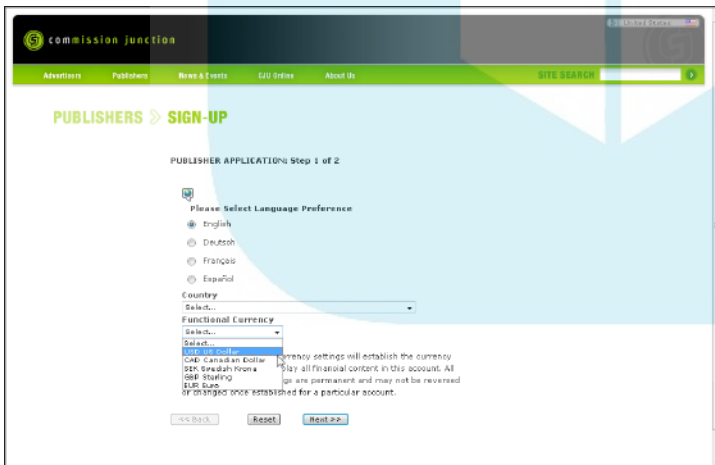 United States
commission junction
Advertisers Publishers News & Events CJU Online About Us SITE SEARCH
PUBLISHERS SIGN-UP
PUBLISHER APPLICATION: Step 1 of 2
Please Select Language Preference
English
Deutsch
Français
Español
Country
Select...
Functional Currency
Select...
Select...
USD US Dollar
CAD Canadian Dollar
SEK Swedish Krona
GBP Sterling
EUR Euro
rrency settings will establish the currency
play all financial content in this account. All
gs are permanent and may not be reversed
or changed once established for a particular account.
<< Back Reset Next >>